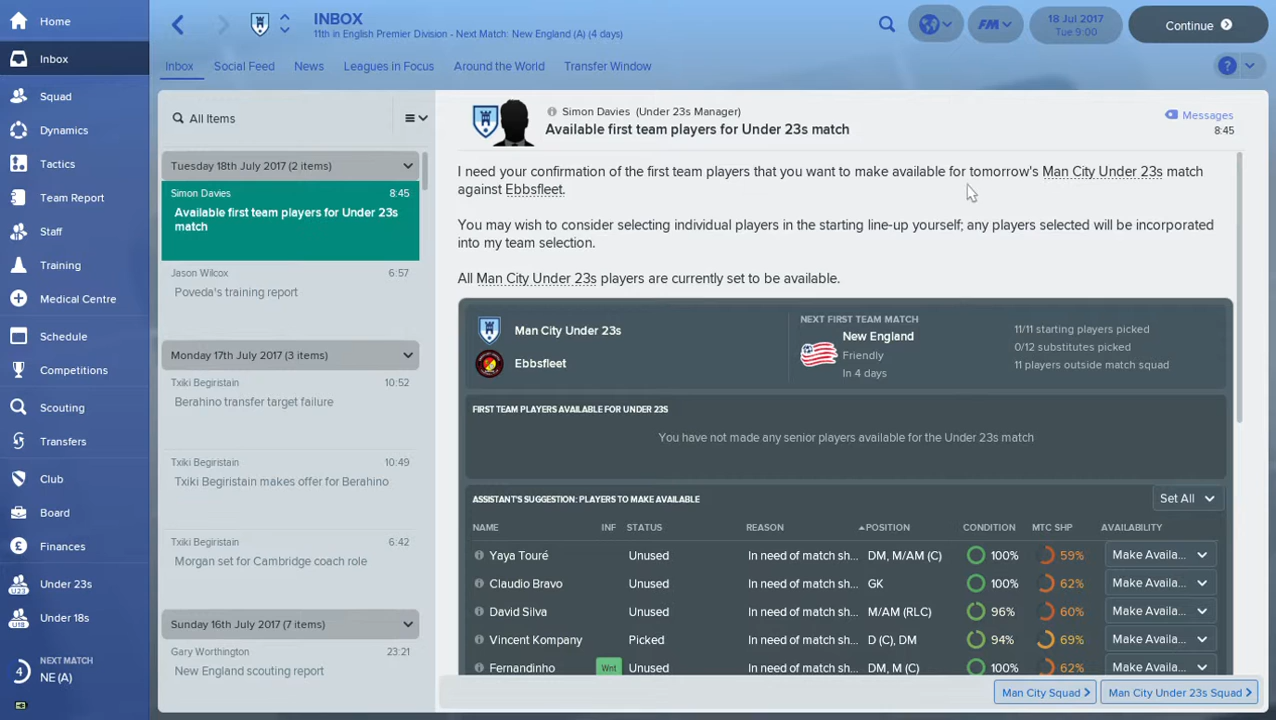 Home
Inbox
Squad
Dynamics
Tactics
Team Report
Staff
Training
Medical Centre
Schedule
Competitions
Scouting
Transfers
Club
Board
Finances
U23
Under 23s
U18
Under 18s
4
NEXT MATCH
NE (A)
INBOX
11th in English Premier Division - Next Match: New England (A) (4 days)
FM
18 Jul 2017
Tue 9:00
Continue
Inbox Social Feed News Leagues in Focus Around the World Transfer Window
?
All Items
Tuesday 18th July 2017 (2 items)
Simon Davies 8:45
Available first team players for Under 23s
match
Jason Wilcox 6:57
Poveda's training report
Monday 17th July 2017 (3 items)
Txiki Begiristain 10:52
Berahino transfer target failure
Txiki Begiristain 10:49
Txiki Begiristain makes offer for Berahino
Txiki Begiristain 6:42
Morgan set for Cambridge coach role
Sunday 16th July 2017 (7 items)
Gary Worthington 23:21
New England scouting report
Simon Davies (Under 23s Manager)
Available first team players for Under 23s match
Messages
8:45
I need your confirmation of the first team players that you want to make available for tomorrow's Man City Under 23s match
against Ebbsfleet.
You may wish to consider selecting individual players in the starting line-up yourself; any players selected will be incorporated
into my team selection.
All Man City Under 23s players are currently set to be available.
Man City Under 23s
Ebbsfleet
NEXT FIRST TEAM MATCH
New England
Friendly
In 4 days
11/11 starting players picked
0/12 substitutes picked
11 players outside match squad
FIRST TEAM PLAYERS AVAILABLE FOR UNDER 23S
You have not made any senior players available for the Under 23s match
ASSISTANT'S SUGGESTION: PLAYERS TO MAKE AVAILABLE Set All
NAME INF STATUS REASON POSITION CONDITION MTC SHP AVAILABILITY
Yaya Touré Unused In need of match sh... DM, M/AM (C) 100% 59% Make Availa...
Claudio Bravo Unused In need of match sh... GK 100% 62% Make Availa...
David Silva Unused In need of match sh... M/AM (RLC) 96% 60% Make Availa...
Vincent Kompany Picked In need of match sh... D (C), DM 94% 69% Make Availa...
Fernandinho Wnt Unused In need of match sh... DM, M (C) 100% 62% Make Availa...
Man City Squad Man City Under 23s Squad